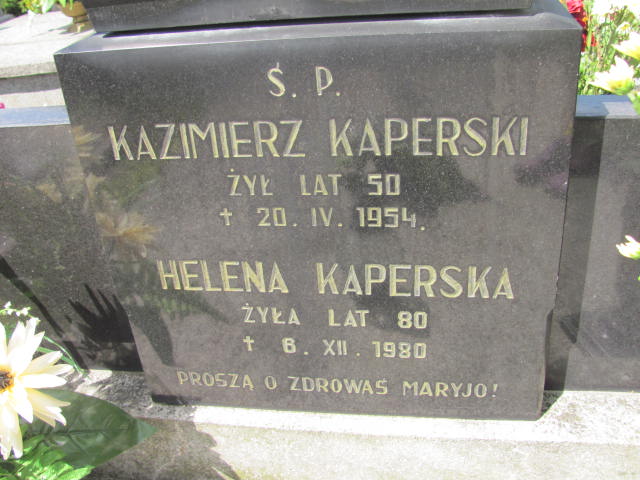 Ś. P.
KAZIMIERZ KAPERSKI
ŻYŁ LAT 50
† 20. IV. 1954.
HELENA KAPERSKA
ŻYŁA LAT 80
† 6. XII. 1980
PROSZĄ O ZDROWAŚ MARYJO!